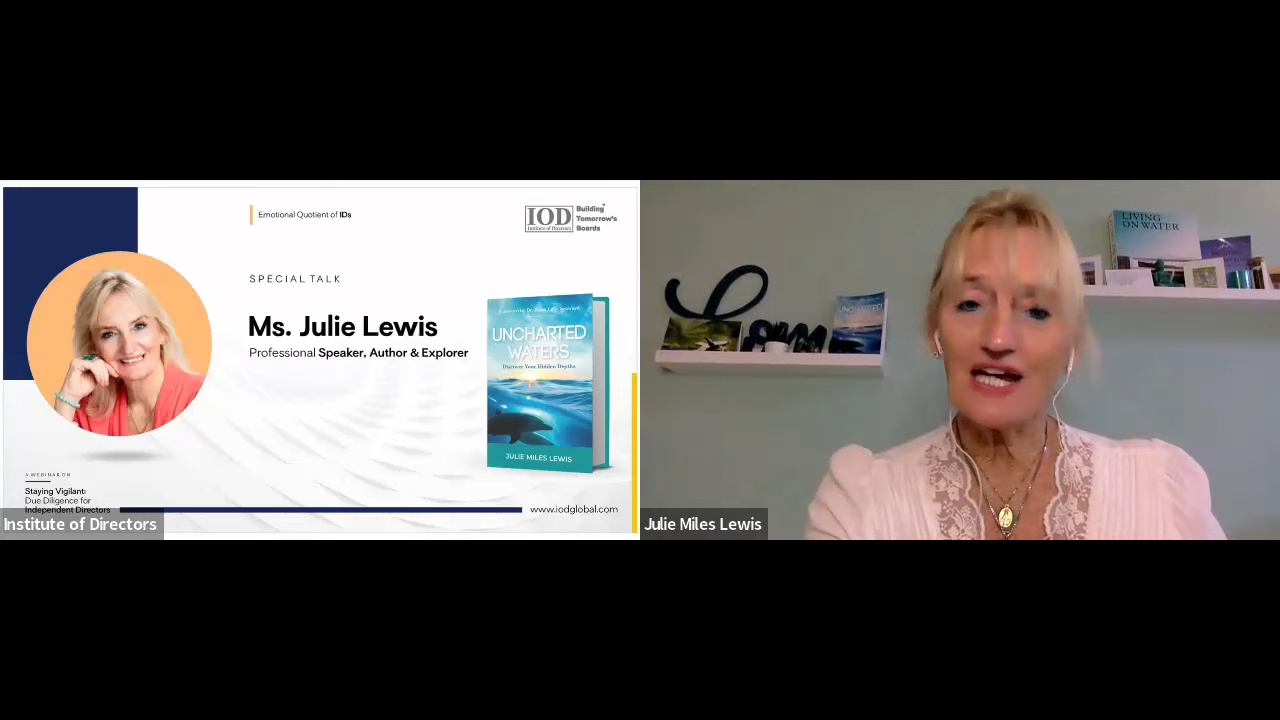 Emotional Quotient of IDs
IOD
Institute of Directors
Building
Tomorrow's
Boards
SPECIAL TALK
Ms. Julie Lewis
Professional Speaker, Author & Explorer
UNCHARTED
WATERS
Discover Your Hidden Depths
JULIE MILES LEWIS
A WEBINAR ON
Staying Vigilant:
Due Diligence for
Independent Directors
www.iodglobal.com
Institute of Directors
LIVING
ON WATER
UNCHARTED
Julie Miles Lewis